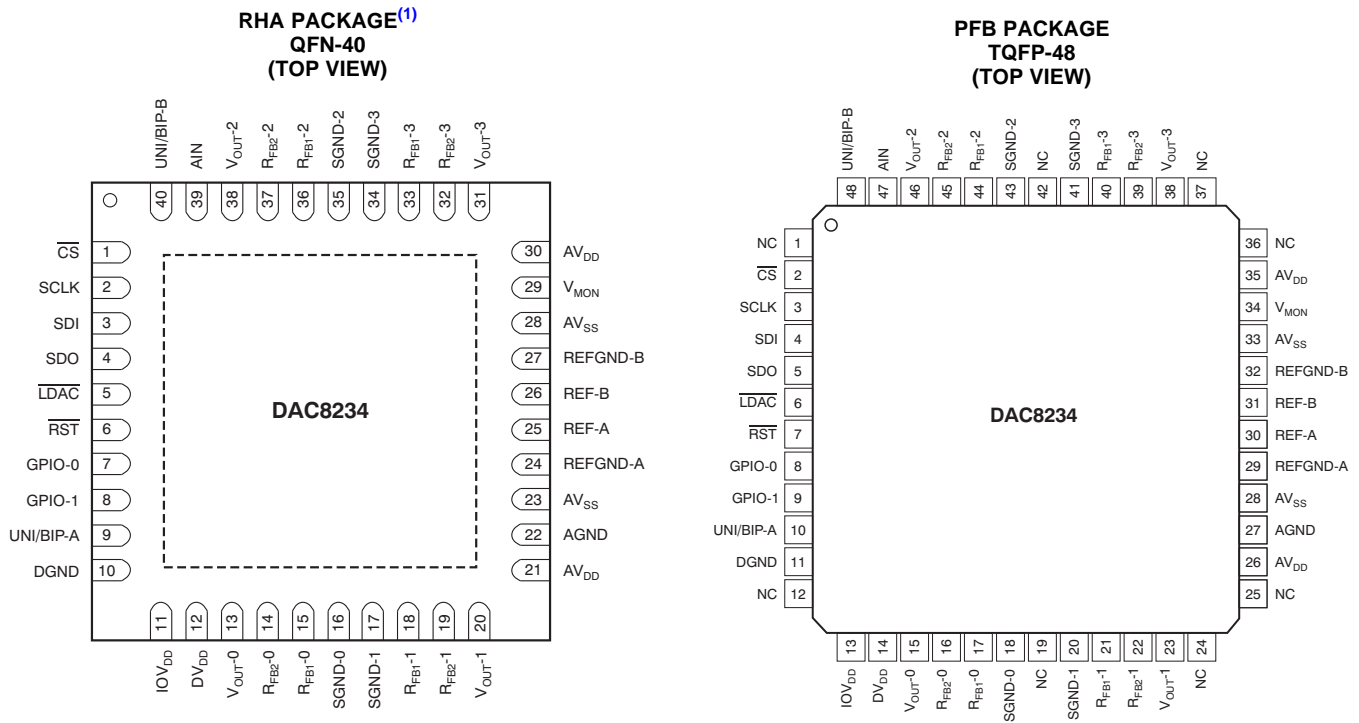 RHA PACKAGE(1)
QFN-40
(TOP VIEW)
UNI/BIP-B
AIN
VOUT-2
RFB2-2
RFB1-2
SGND-2
SGND-3
RFB1-3
RFB2-3
VOUT-3
40 39 38 37 36 35 34 33 32 31
CS 1
SCLK 2
SDI 3
SDO 4
LDAC 5
RST 6
GPIO-0 7
GPIO-1 8
UNI/BIP-A 9
DGND 10
DAC8234
30 AVDD
29 VMON
28 AVSS
27 REFGND-B
26 REF-B
25 REF-A
24 REFGND-A
23 AVSS
22 AGND
21 AVDD
11 12 13 14 15 16 17 18 19 20
IOVDD
DVDD
VOUT-0
RFB2-0
RFB1-0
SGND-0
SGND-1
RFB1-1
RFB2-1
VOUT-1
PFB PACKAGE
TQFP-48
(TOP VIEW)
UNI/BIP-B
AIN
VOUT-2
RFB2-2
RFB1-2
SGND-2
NC
SGND-3
RFB1-3
RFB2-3
VOUT-3
NC
48 47 46 45 44 43 42 41 40 39 38 37
NC 1
CS 2
SCLK 3
SDI 4
SDO 5
LDAC 6
RST 7
GPIO-0 8
GPIO-1 9
UNI/BIP-A 10
DGND 11
NC 12
DAC8234
36 NC
35 AVDD
34 VMON
33 AVSS
32 REFGND-B
31 REF-B
30 REF-A
29 REFGND-A
28 AVSS
27 AGND
26 AVDD
25 NC
13 14 15 16 17 18 19 20 21 22 23 24
IOVDD
DVDD
VOUT-0
RFB2-0
RFB1-0
SGND-0
NC
SGND-1
RFB1-1
RFB2-1
VOUT-1
NC